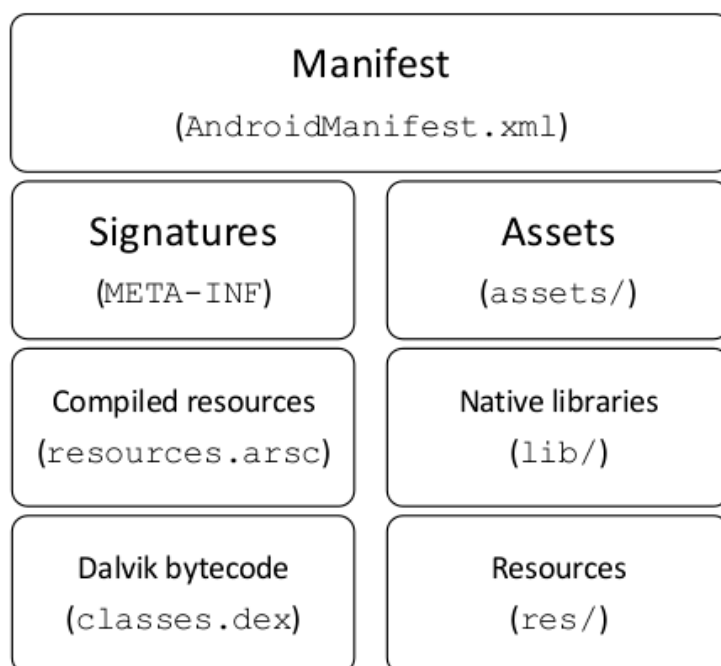 Manifest
(AndroidManifest.xml)
Signatures
(META-INF)
Assets
(assets/)
Compiled resources
(resources.arsc)
Native libraries
(lib/)
Dalvik bytecode
(classes.dex)
Resources
(res/)